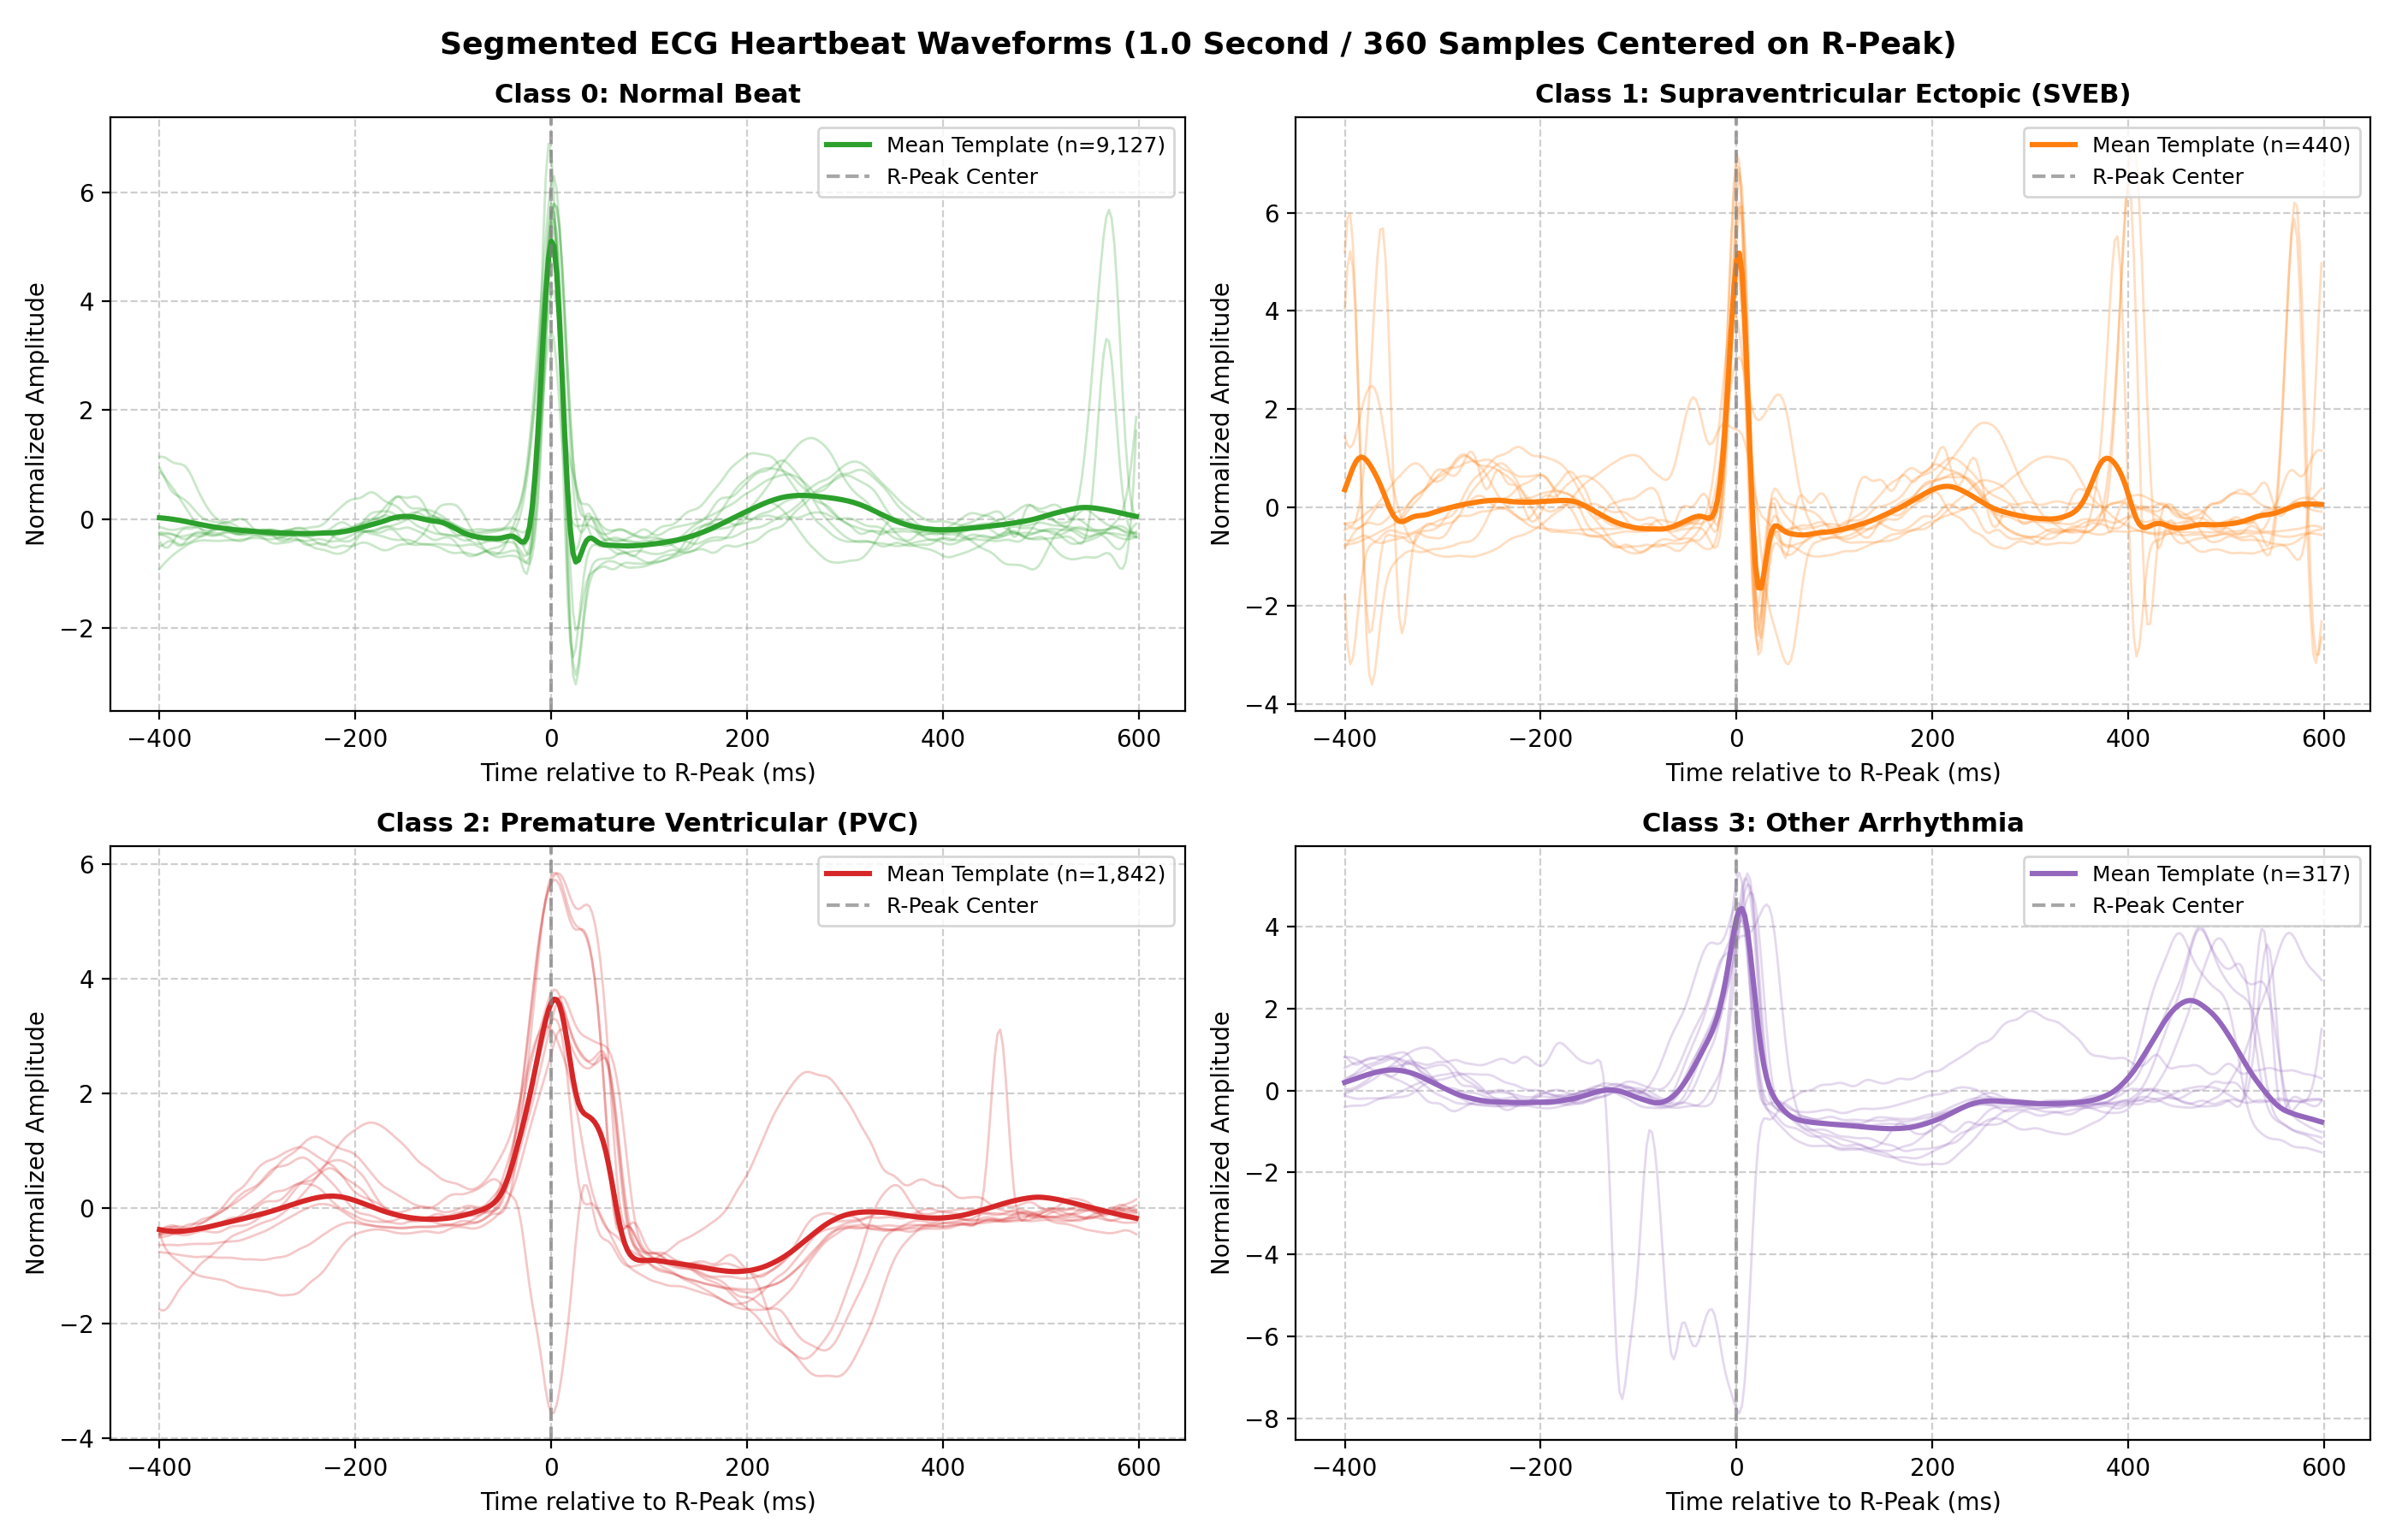 Segmented ECG Heartbeat Waveforms (1.0 Second / 360 Samples Centered on R-Peak)
Class 0: Normal Beat
Mean Template (n=9,127)
R-Peak Center
Normalized Amplitude
6
4
2
0
−2
−400
−200
0
200
400
600
Time relative to R-Peak (ms)
Class 1: Supraventricular Ectopic (SVEB)
Mean Template (n=440)
R-Peak Center
Normalized Amplitude
6
4
2
0
−2
−4
−400
−200
0
200
400
600
Time relative to R-Peak (ms)
Class 2: Premature Ventricular (PVC)
Mean Template (n=1,842)
R-Peak Center
Normalized Amplitude
6
4
2
0
−2
−4
−400
−200
0
200
400
600
Time relative to R-Peak (ms)
Class 3: Other Arrhythmia
Mean Template (n=317)
R-Peak Center
Normalized Amplitude
4
2
0
−2
−4
−6
−8
−400
−200
0
200
400
600
Time relative to R-Peak (ms)